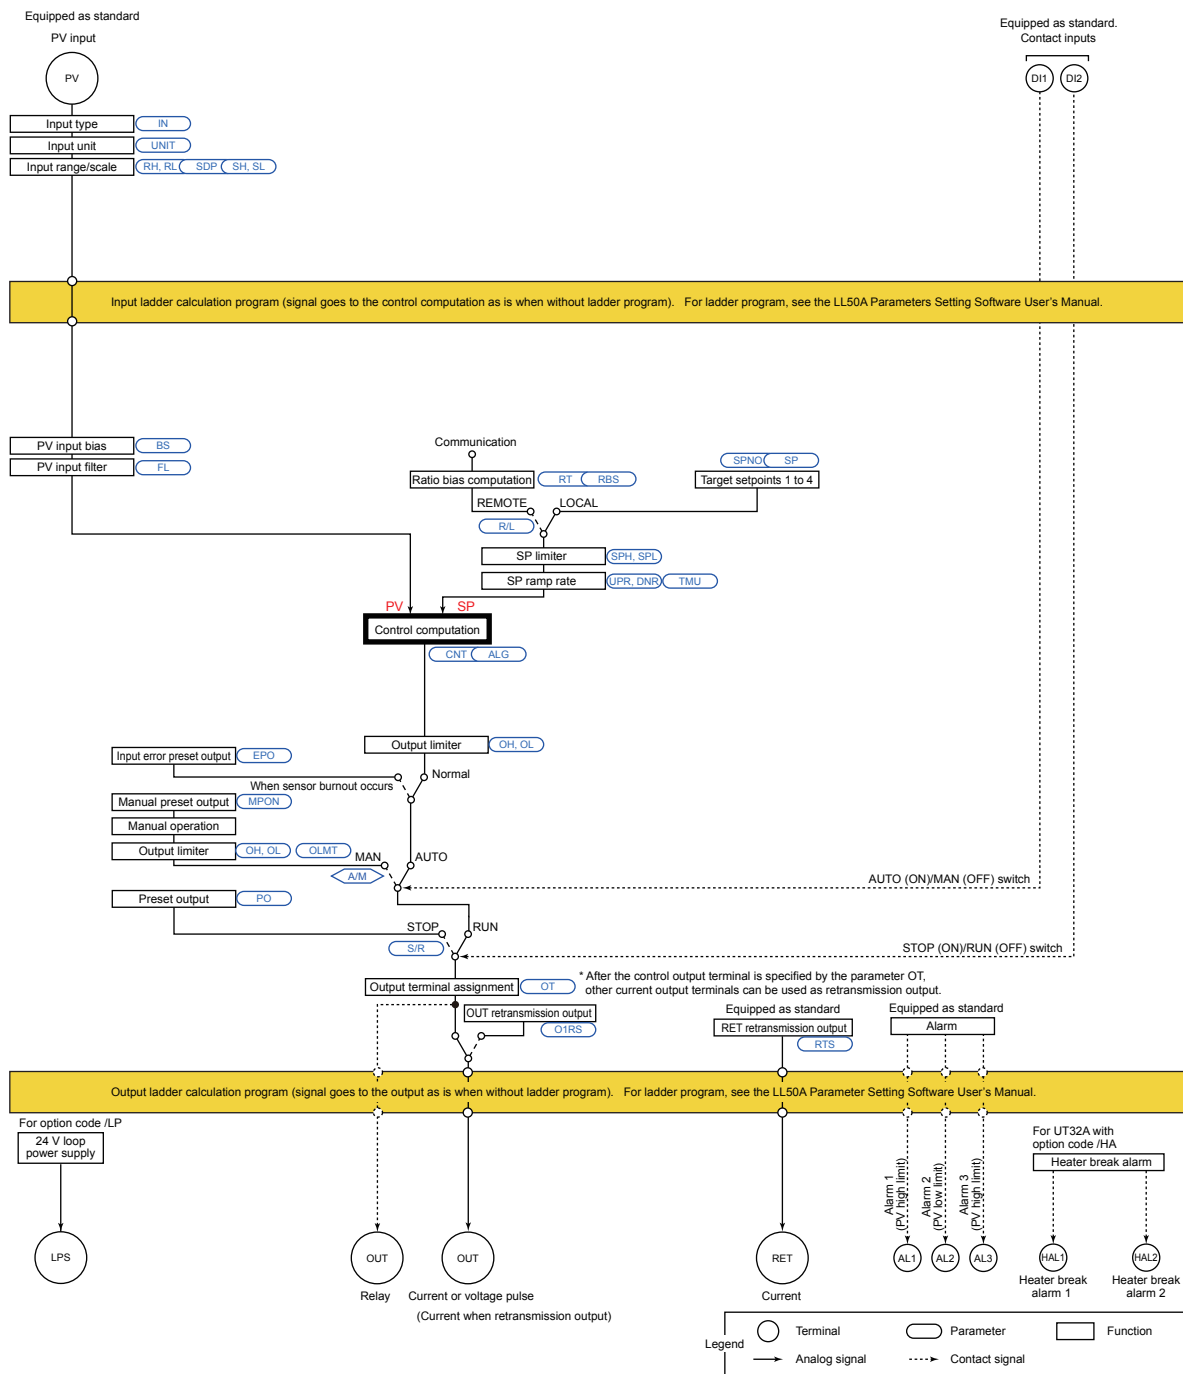 Equipped as standard
PV input
PV
Equipped as standard.
Contact inputs
DI1
DI2
Input type
IN
Input unit
UNIT
Input range/scale
RH, RL
SDP
SH, SL
Input ladder calculation program (signal goes to the control computation as is when without ladder program).   For ladder program, see the LL50A Parameters Setting Software User's Manual.
PV input bias
BS
PV input filter
FL
Communication
Ratio bias computation
RT
RBS
SPNO
SP
Target setpoints 1 to 4
REMOTE
LOCAL
R/L
SP limiter
SPH, SPL
SP ramp rate
UPR, DNR
TMU
PV
SP
Control computation
CNT
ALG
Output limiter
OH, OL
Input error preset output
EPO
When sensor burnout occurs
Normal
Manual preset output
MPON
Manual operation
Output limiter
OH, OL
OLMT
MAN
AUTO
A/M
AUTO (ON)/MAN (OFF) switch
Preset output
PO
STOP
RUN
S/R
STOP (ON)/RUN (OFF) switch
Output terminal assignment
OT
* After the control output terminal is specified by the parameter OT,
other current output terminals can be used as retransmission output.
OUT retransmission output
O1RS
Equipped as standard
RET retransmission output
RTS
Equipped as standard
Alarm
Output ladder calculation program (signal goes to the output as is when without ladder program).   For ladder program, see the LL50A Parameter Setting Software User's Manual.
For option code /LP
24 V loop
power supply
LPS
OUT
Relay
OUT
Current or voltage pulse
(Current when retransmission output)
RET
Current
Alarm 1
(PV high limit)
Alarm 2
(PV low limit)
Alarm 3
(PV high limit)
AL1
AL2
AL3
For UT32A with
option code /HA
Heater break alarm
HAL1
HAL2
Heater break
alarm 1
Heater break
alarm 2
Legend
Terminal
Parameter
Function
Analog signal
Contact signal